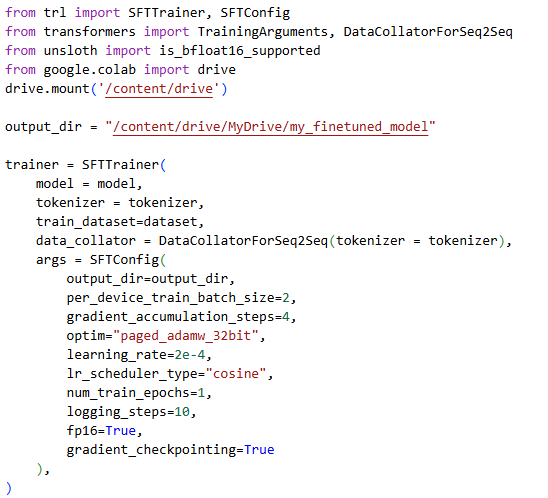 from trl import SFTTrainer, SFTConfig
from transformers import TrainingArguments, DataCollatorForSeq2Seq
from unsloth import is_bfloat16_supported
from google.colab import drive
drive.mount('/content/drive')

output_dir = "/content/drive/MyDrive/my_finetuned_model"

trainer = SFTTrainer(
    model = model,
    tokenizer = tokenizer,
    train_dataset=dataset,
    data_collator = DataCollatorForSeq2Seq(tokenizer = tokenizer),
    args = SFTConfig(
        output_dir=output_dir,
        per_device_train_batch_size=2,
        gradient_accumulation_steps=4,
        optim="paged_adamw_32bit",
        learning_rate=2e-4,
        lr_scheduler_type="cosine",
        num_train_epochs=1,
        logging_steps=10,
        fp16=True,
        gradient_checkpointing=True
    ),
)